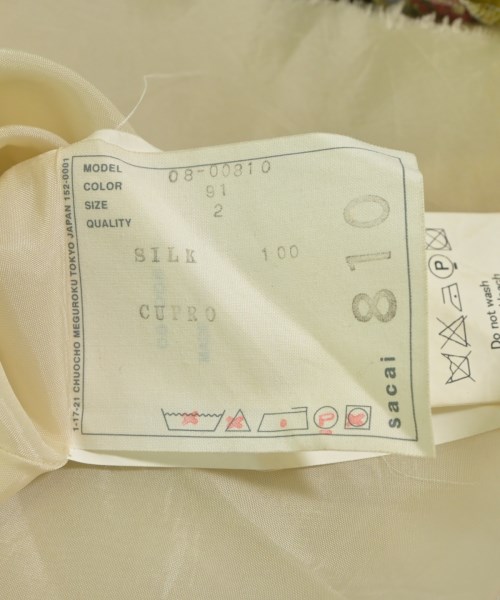 MODEL 08-00310
COLOR 91
SIZE 2
QUALITY
SILK 100
CUPRO
810
sacai
1-17-21 CHUOCHO MEGUROKU TOKYO JAPAN 152-0001
P
Do not wash